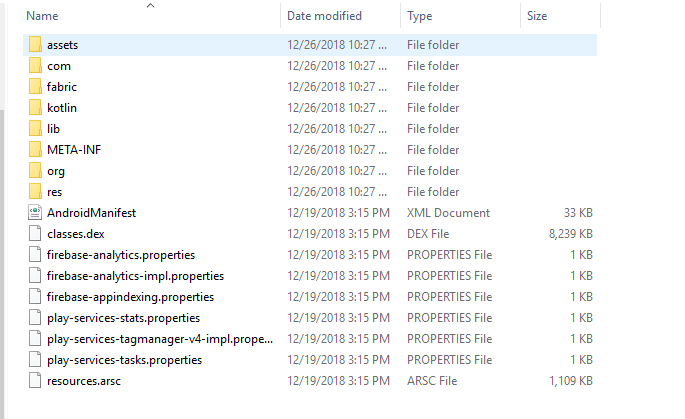 Name Date modified Type Size
assets 12/26/2018 10:27 ... File folder
com 12/26/2018 10:27 ... File folder
fabric 12/26/2018 10:27 ... File folder
kotlin 12/26/2018 10:27 ... File folder
lib 12/26/2018 10:27 ... File folder
META-INF 12/26/2018 10:27 ... File folder
org 12/26/2018 10:27 ... File folder
res 12/26/2018 10:27 ... File folder
AndroidManifest 12/19/2018 3:15 PM XML Document 33 KB
classes.dex 12/19/2018 3:15 PM DEX File 8,239 KB
firebase-analytics.properties 12/19/2018 3:15 PM PROPERTIES File 1 KB
firebase-analytics-impl.properties 12/19/2018 3:15 PM PROPERTIES File 1 KB
firebase-appindexing.properties 12/19/2018 3:15 PM PROPERTIES File 1 KB
play-services-stats.properties 12/19/2018 3:15 PM PROPERTIES File 1 KB
play-services-tagmanager-v4-impl.prope... 12/19/2018 3:15 PM PROPERTIES File 1 KB
play-services-tasks.properties 12/19/2018 3:15 PM PROPERTIES File 1 KB
resources.arsc 12/19/2018 3:15 PM ARSC File 1,109 KB